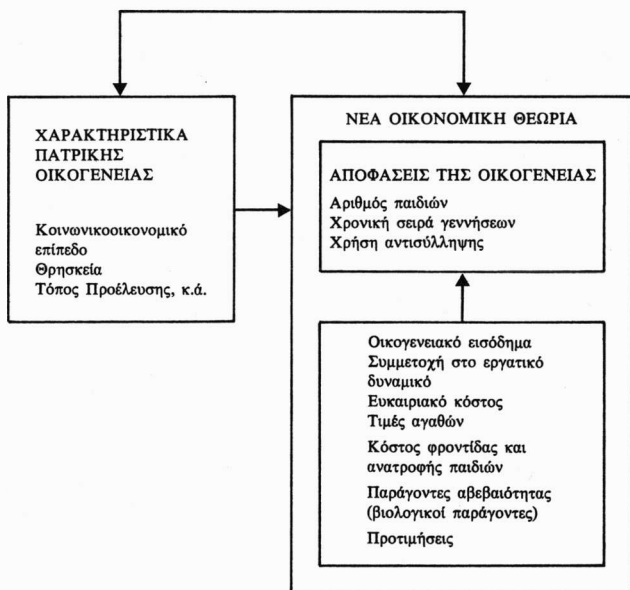 ΧΑΡΑΚΤΗΡΙΣΤΙΚΑ
ΠΑΤΡΙΚΗΣ
ΟΙΚΟΓΕΝΕΙΑΣ
Κοινωνικοοικονομικό
επίπεδο
Θρησκεία
Τόπος Προέλευσης, κ.ά.
ΝΕΑ ΟΙΚΟΝΟΜΙΚΗ ΘΕΩΡΙΑ
ΑΠΟΦΑΣΕΙΣ ΤΗΣ ΟΙΚΟΓΕΝΕΙΑΣ
Αριθμός παιδιών
Χρονική σειρά γεννήσεων
Χρήση αντισύλληψης
Οικογενειακό εισόδημα
Συμμετοχή στο εργατικό
δυναμικό
Ευκαιριακό κόστος
Τιμές αγαθών
Κόστος φροντίδας και
ανατροφής παιδιών
Παράγοντες αβεβαιότητας
(βιολογικοί παράγοντες)
Προτιμήσεις